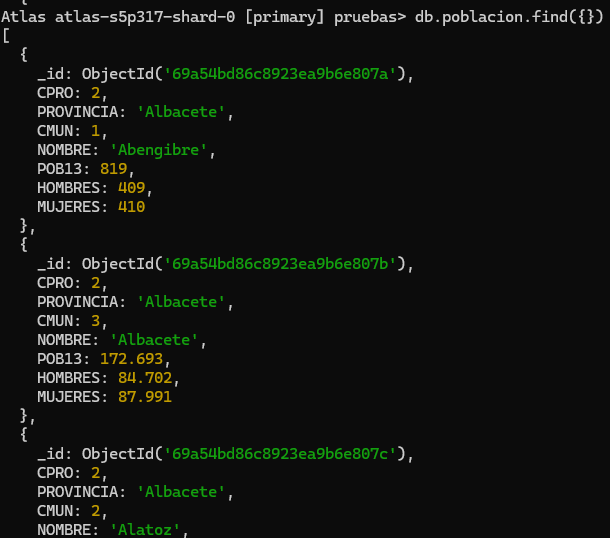 {
Atlas atlas-s5p317-shard-0 [primary] pruebas> db.poblacion.find({})
[
  {
    _id: ObjectId('69a54bd86c8923ea9b6e807a'),
    CPRO: 2,
    PROVINCIA: 'Albacete',
    CMUN: 1,
    NOMBRE: 'Abengibre',
    POB13: 819,
    HOMBRES: 409,
    MUJERES: 410
  },
  {
    _id: ObjectId('69a54bd86c8923ea9b6e807b'),
    CPRO: 2,
    PROVINCIA: 'Albacete',
    CMUN: 3,
    NOMBRE: 'Albacete',
    POB13: 172.693,
    HOMBRES: 84.702,
    MUJERES: 87.991
  },
  {
    _id: ObjectId('69a54bd86c8923ea9b6e807c'),
    CPRO: 2,
    PROVINCIA: 'Albacete',
    CMUN: 2,
    NOMBRE: 'Alatoz',